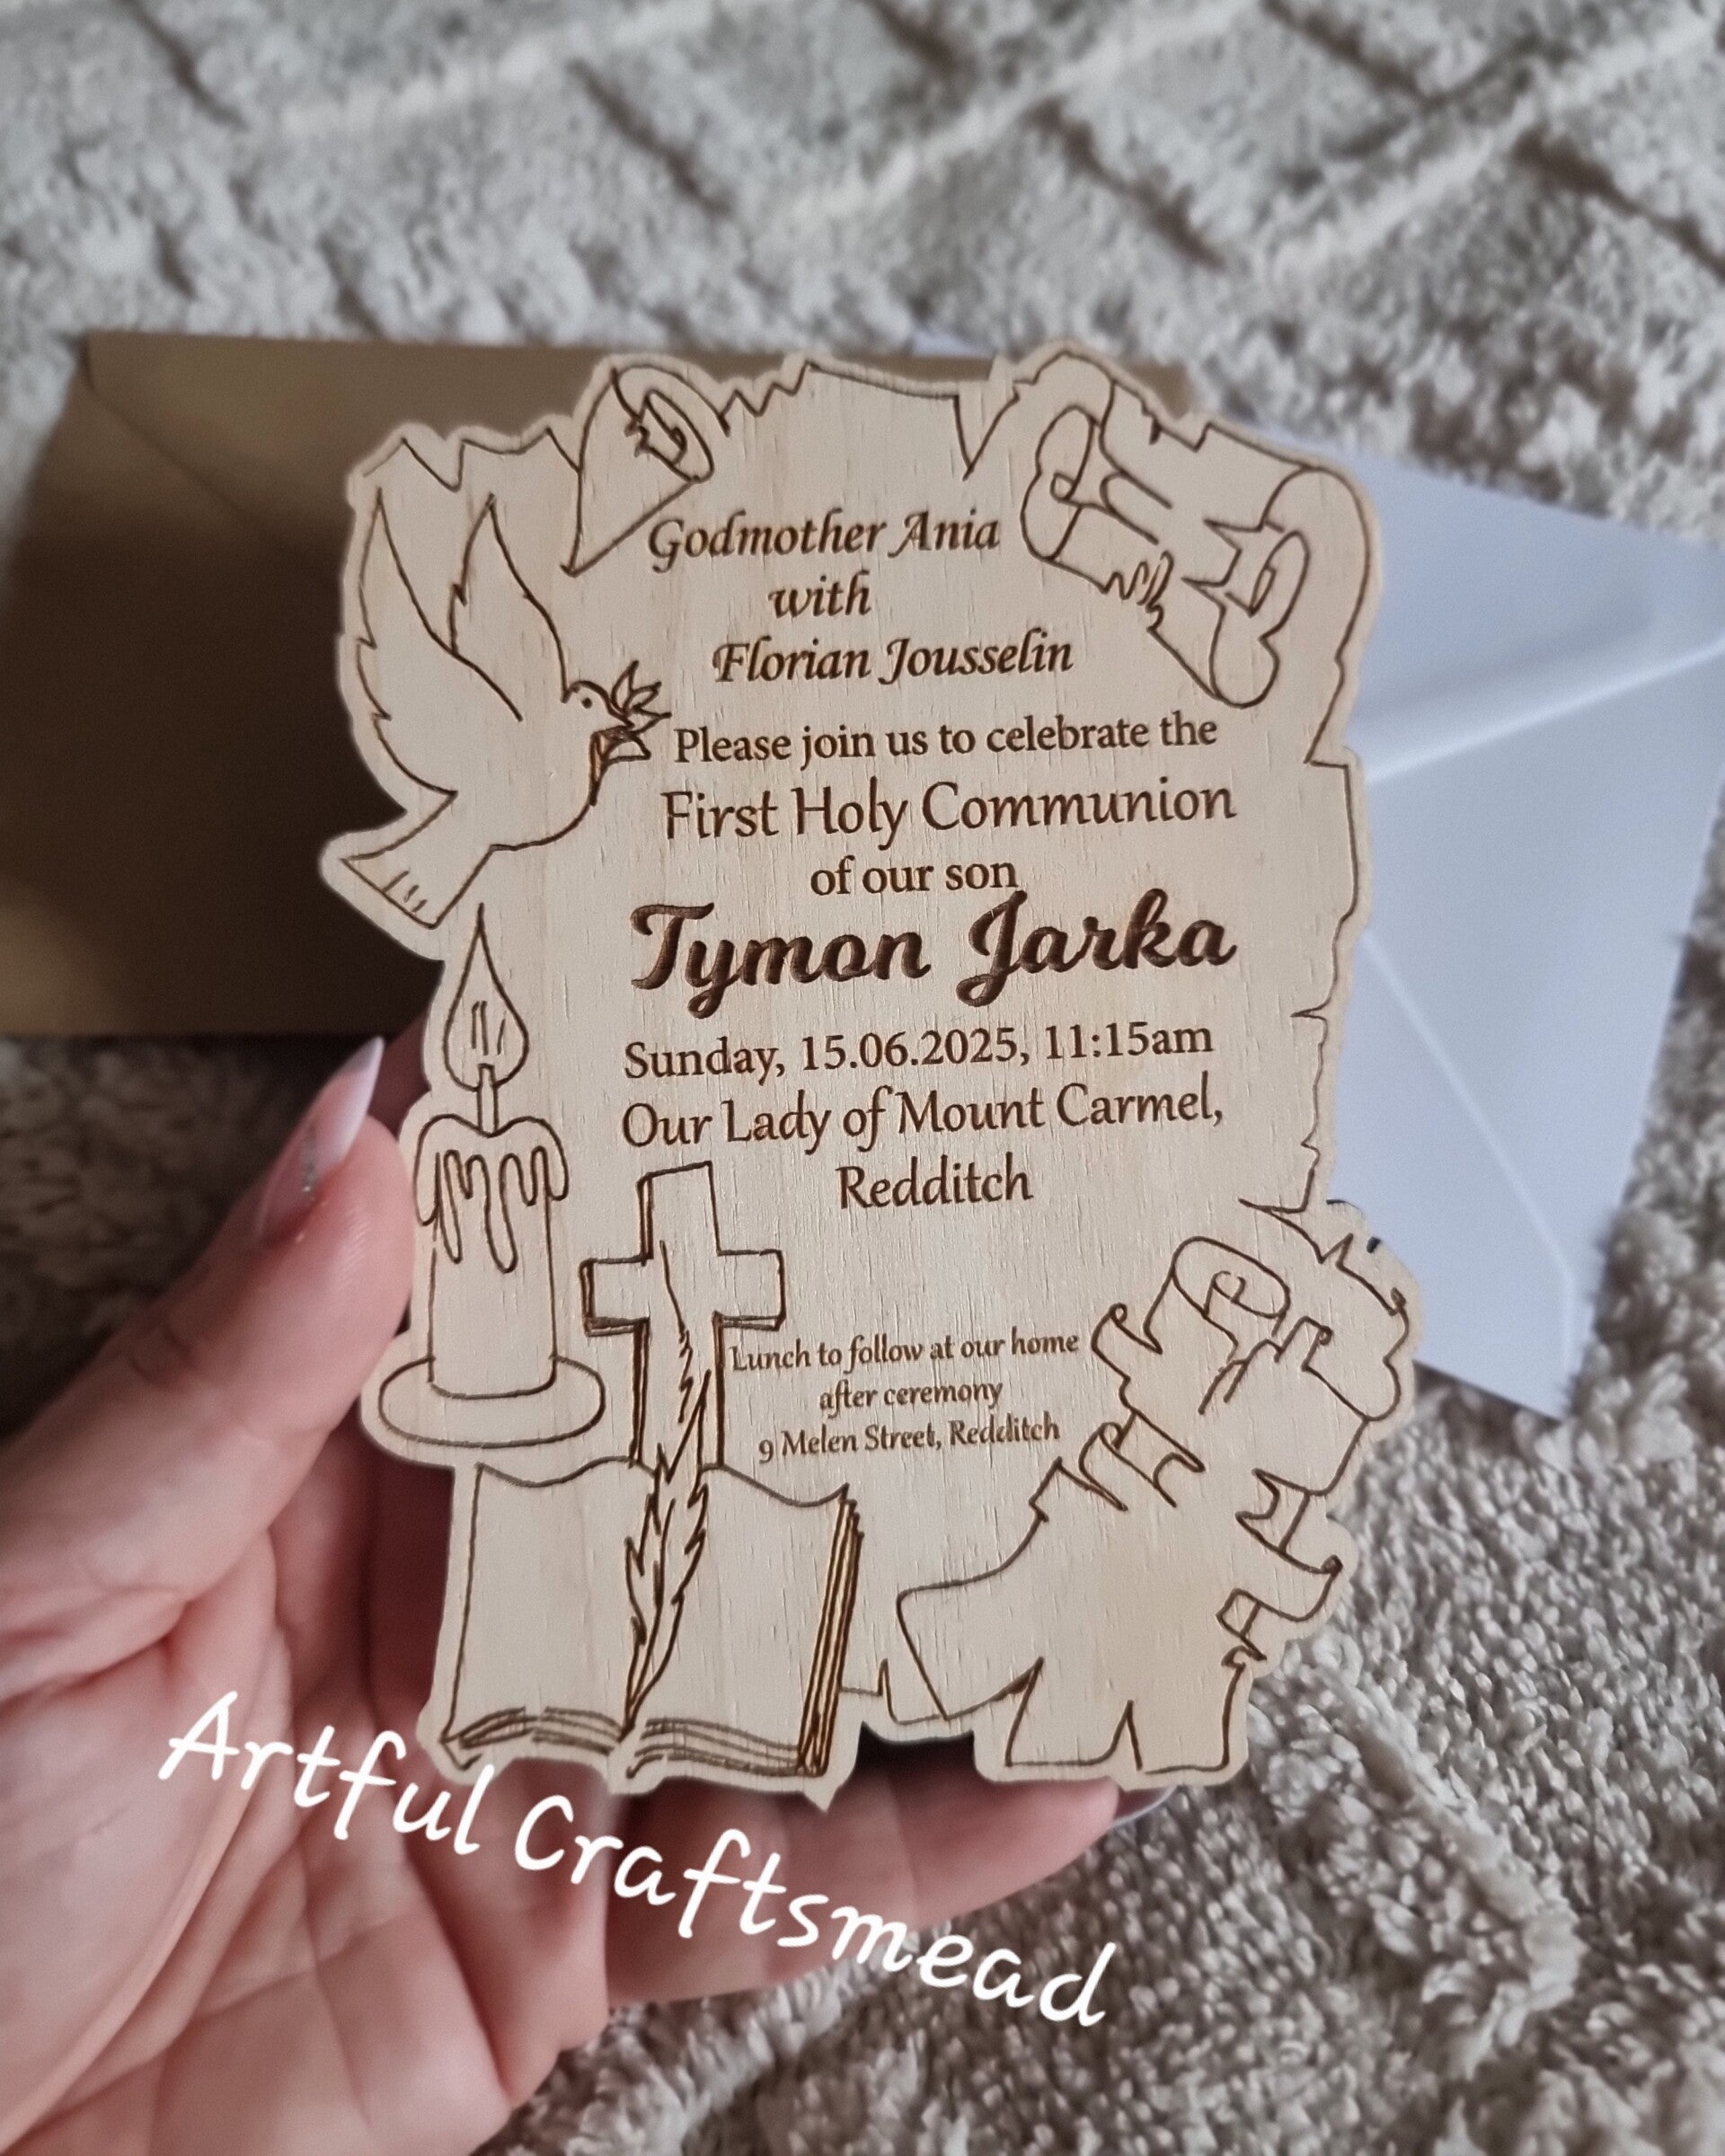 Godmother Ania
with
Florian Jousselin
Please join us to celebrate the
First Holy Communion
of our son
Tymon Jarka
Sunday, 15.06.2025, 11:15am
Our Lady of Mount Carmel,
Redditch
Lunch to follow at our home
after ceremony
9 Melen Street, Redditch
Artful Craftsmead